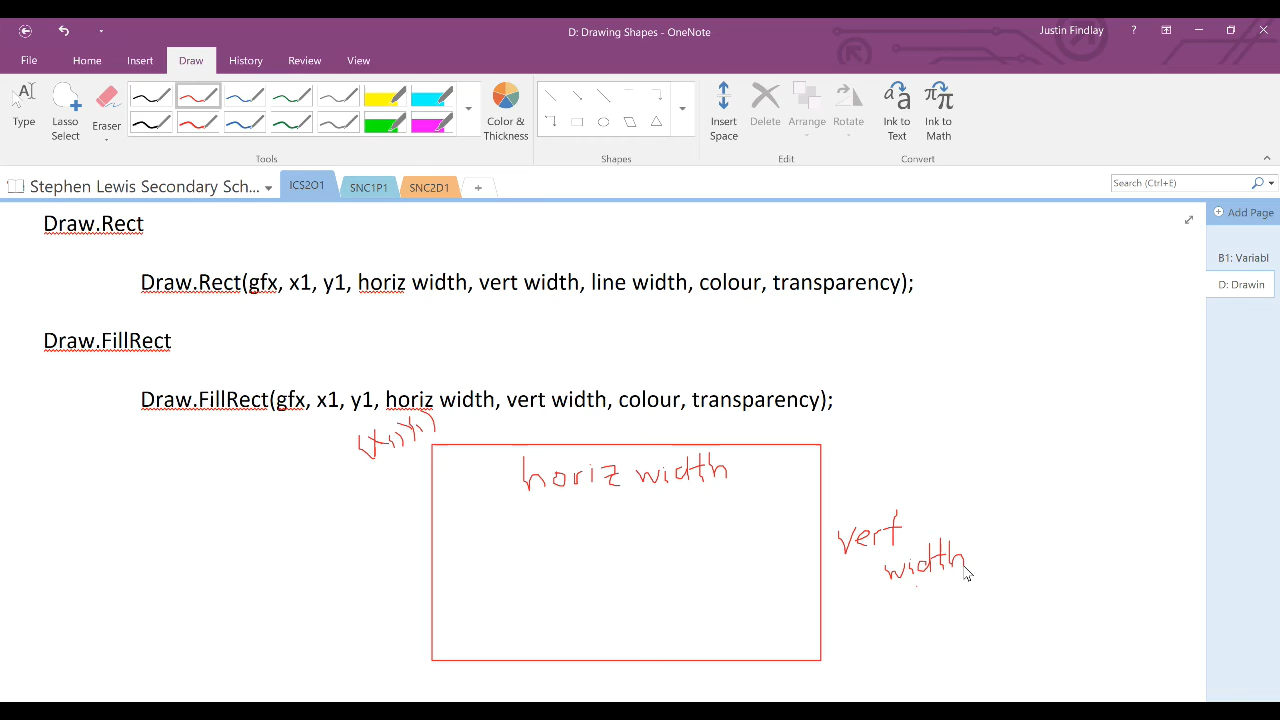 D: Drawing Shapes - OneNote
Justin Findlay
?
File Home Insert Draw History Review View
Type
Lasso Select
Eraser
Color & Thickness
Insert Space
Delete
Arrange
Rotate
Ink to Text
Ink to Math
Tools
Shapes
Edit
Convert
Stephen Lewis Secondary Sch...
ICS2O1
SNC1P1
SNC2D1
+
Search (Ctrl+E)
Add Page
B1: Variabl
D: Drawin
Draw.Rect
Draw.Rect(gfx, x1, y1, horiz width, vert width, line width, colour, transparency);
Draw.FillRect
Draw.FillRect(gfx, x1, y1, horiz width, vert width, colour, transparency);
(x1,y1)
horiz width
vert
width